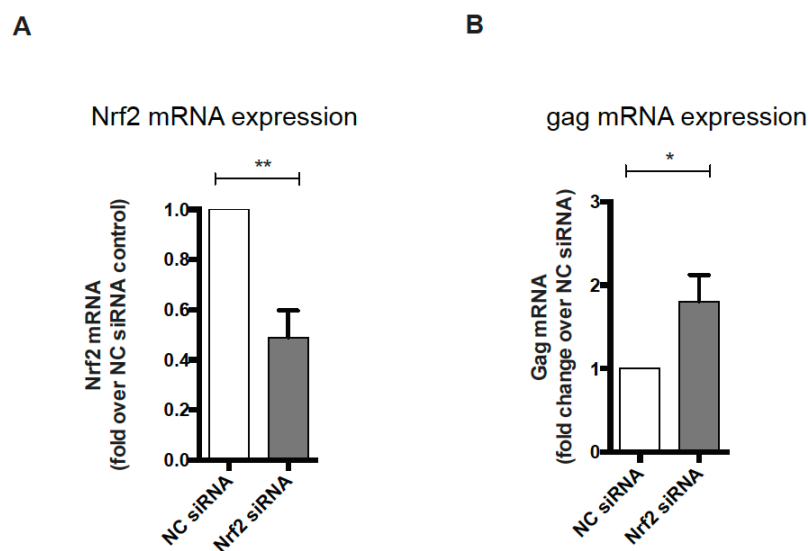 A
Nrf2 mRNA expression
**
Nrf2 mRNA
(fold over NC siRNA control)
1.0
0.8
0.6
0.4
0.2
0.0
NC siRNA
Nrf2 siRNA
B
gag mRNA expression
*
Gag mRNA
(fold change over NC siRNA)
3
2
1
0
NC siRNA
Nrf2 siRNA